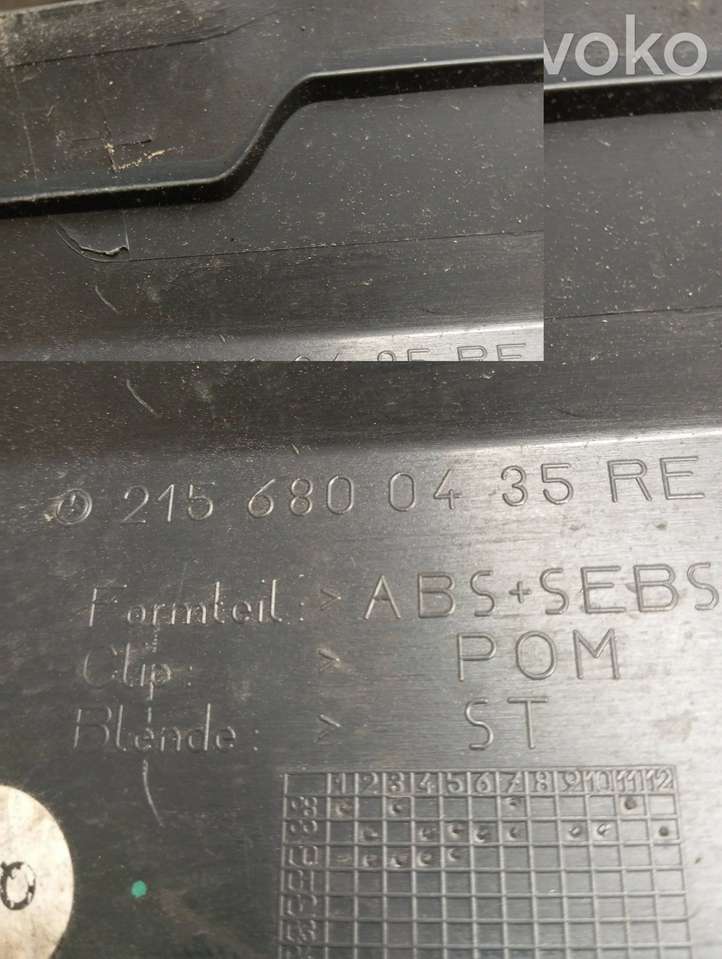 voko
215 680 04 35 RE
Formteil: > ABS+SEBS
Clip: > POM
Blende: > ST
1 2 3 4 5 6 7 8 9 10 11 12